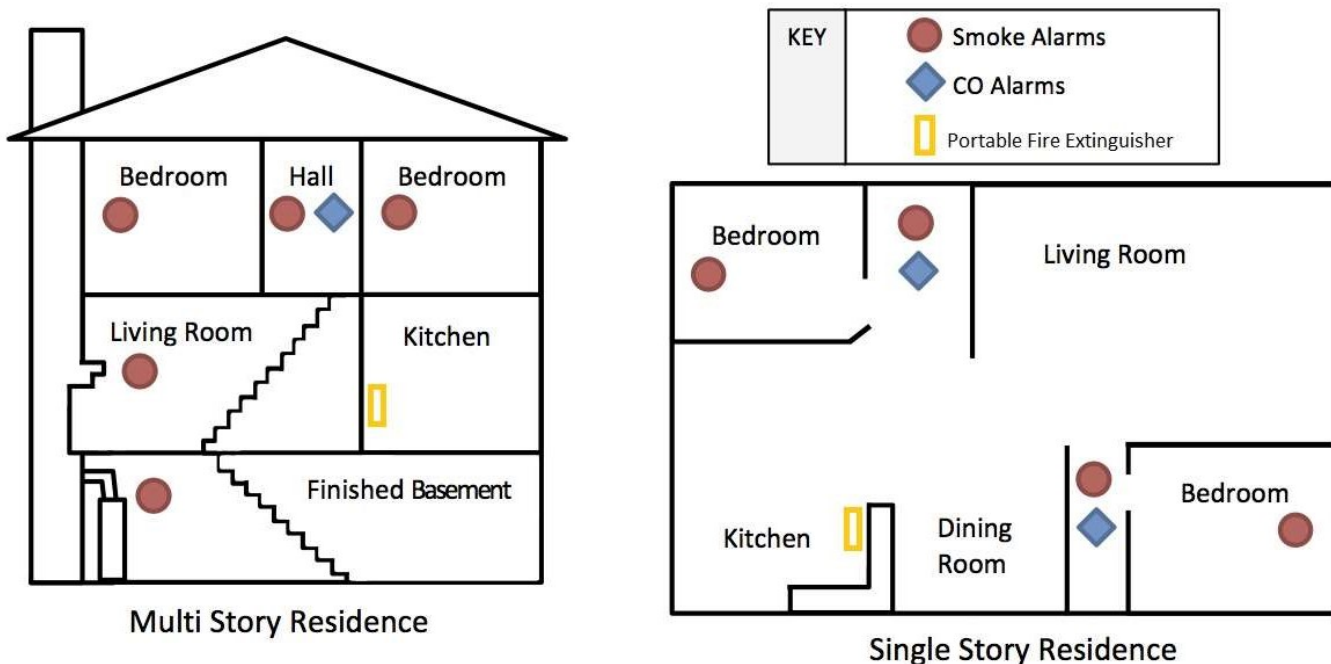 KEY
Smoke Alarms
CO Alarms
Portable Fire Extinguisher
Bedroom
Hall
Bedroom
Living Room
Kitchen
Finished Basement
Multi Story Residence
Bedroom
Living Room
Kitchen
Dining
Room
Bedroom
Single Story Residence